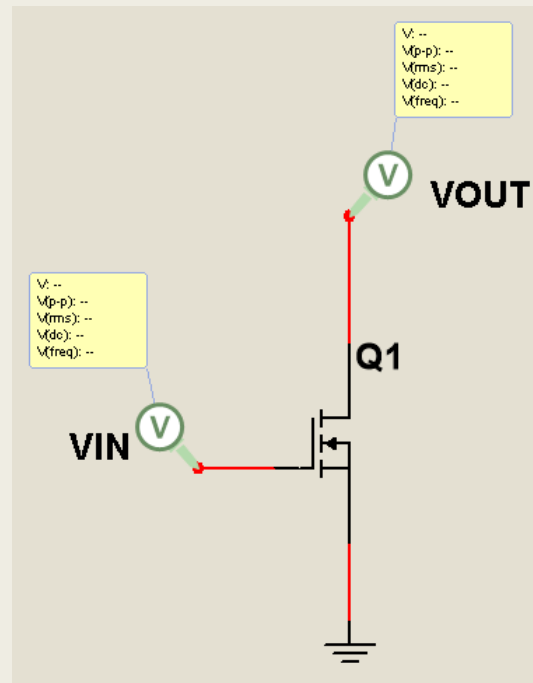 V: --
V(p-p): --
V(rms): --
V(dc): --
V(freq): --
VOUT
V
V: --
V(p-p): --
V(rms): --
V(dc): --
V(freq): --
Q1
VIN
V